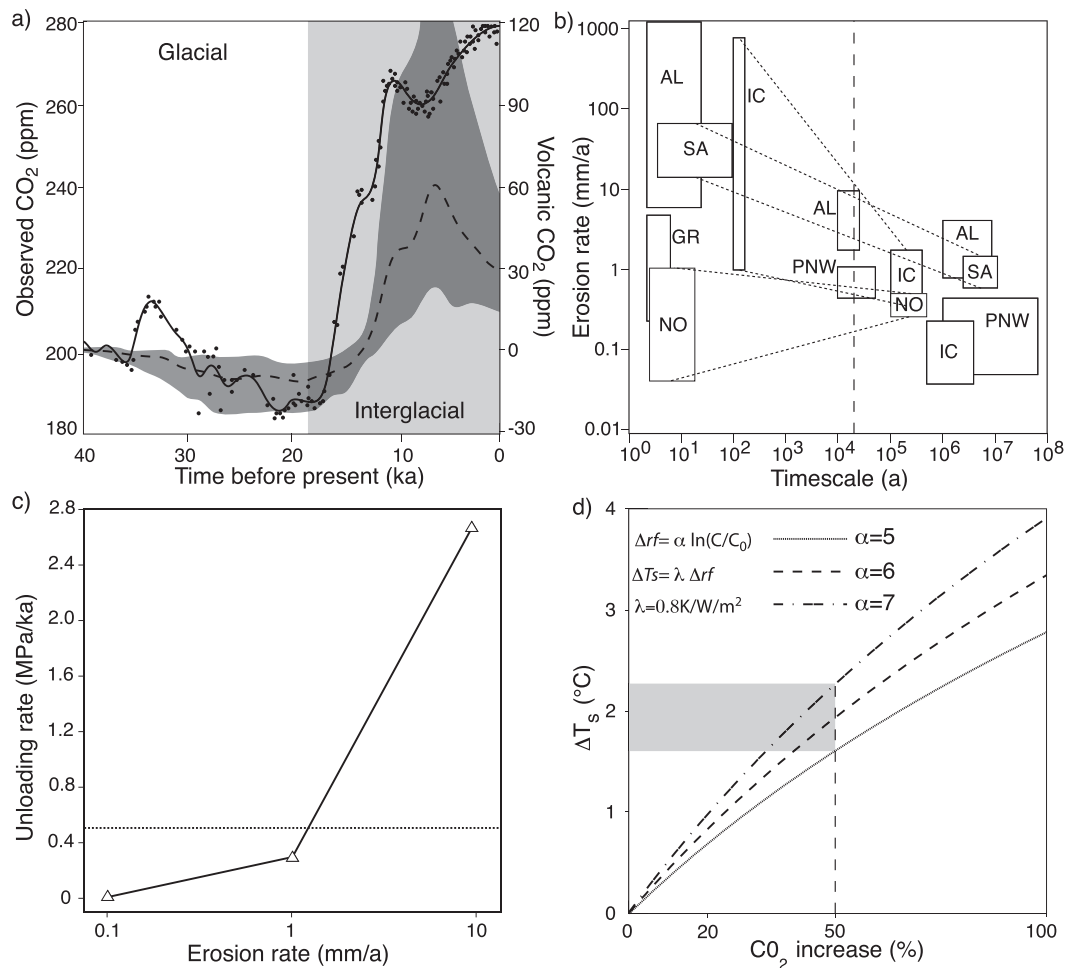 a)
280
260
240
220
200
180
Observed CO2 (ppm)
Glacial
Interglacial
120
90
60
30
0
-30
Volcanic CO2 (ppm)
40
30
20
10
0
Time before present (ka)
b)
1000
100
10
1
0.1
0.01
Erosion rate (mm/a)
AL
IC
SA
AL
GR
AL
PNW
IC
SA
NO
NO
PNW
IC
10^0
10^1
10^2
10^3
10^4
10^5
10^6
10^7
10^8
Timescale (a)
c)
2.8
2.4
2.0
1.6
1.2
0.8
0.4
0
Unloading rate (MPa/ka)
0.1
1
10
Erosion rate (mm/a)
d)
4
3
2
1
0
ΔTs (°C)
Δrf= α ln(C/C0)
α=5
ΔTs= λ Δrf
α=6
λ=0.8K/W/m²
α=7
0
20
50
100
C02 increase (%)